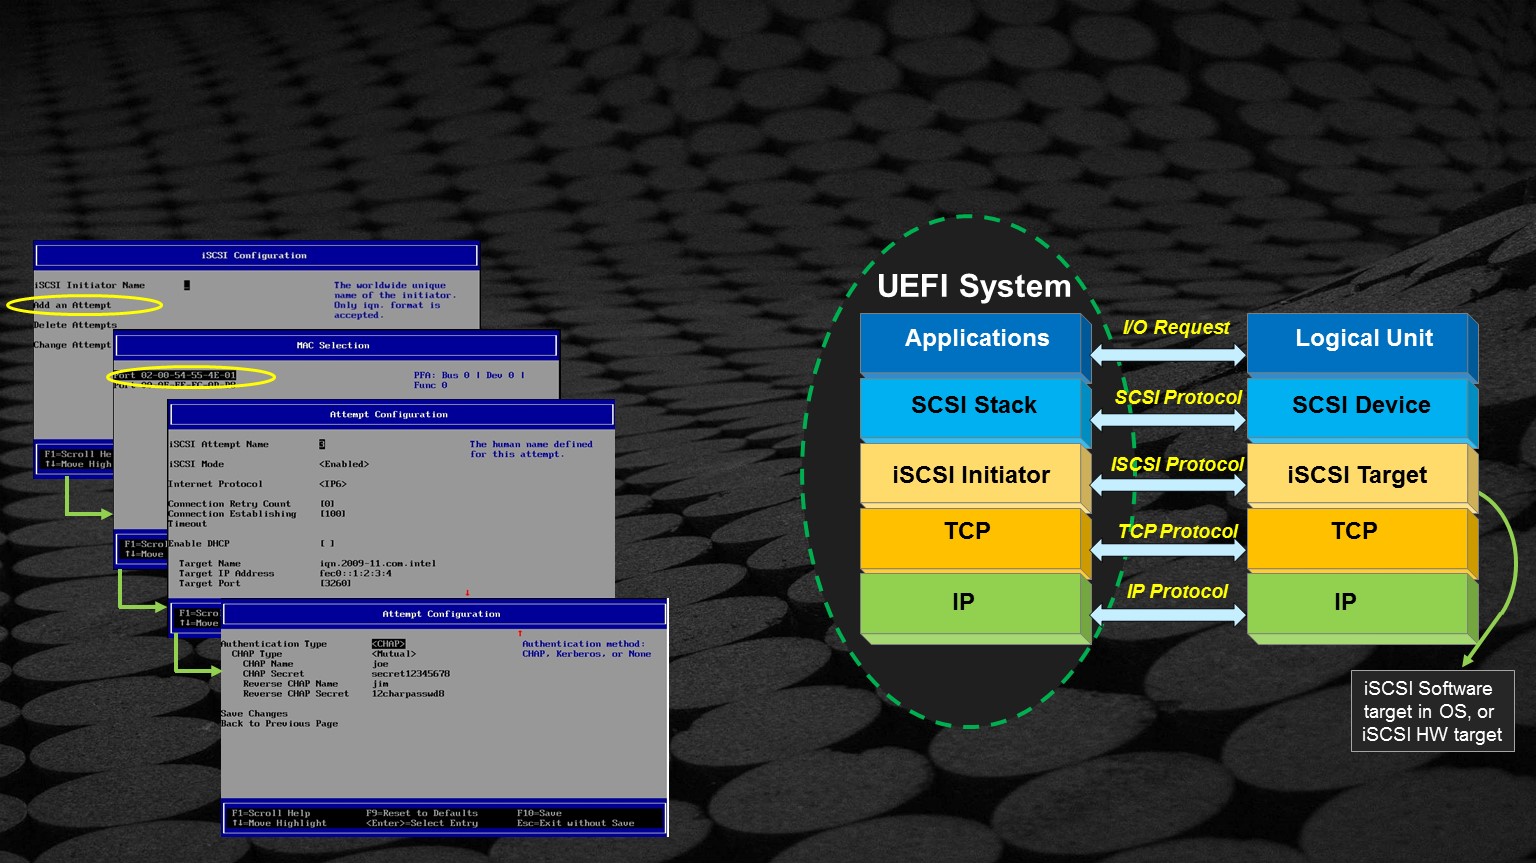 iSCSI Configuration
iSCSI Initiator Name
The worldwide unique
name of the initiator.
Only iqn. format is
accepted.
Add an Attempt
Delete Attempts
Change Attempt
F1=Scroll He
↑↓=Move High
MAC Selection
Port 02-00-54-55-4E-01
PFA: Bus 0 | Dev 0 |
Func 0
F1=Scro
↑↓=Move
Attempt Configuration
iSCSI Attempt Name 3
The human name defined
for this attempt.
iSCSI Mode <Enabled>
Internet Protocol <IP6>
Connection Retry Count [0]
Connection Establishing [100]
Timeout
Enable DHCP [ ]
Target Name iqn.2009-11.com.intel
Target IP Address fec0::1:2:3:4
Target Port [3260]
F1=Scro
↑↓=Move
Attempt Configuration
Authentication Type <CHAP>
Authentication method:
CHAP, Kerberos, or None
CHAP Type <Mutual>
CHAP Name joe
CHAP Secret secret12345678
Reverse CHAP Name jim
Reverse CHAP Secret 12charpasswd8
Save Changes
Back to Previous Page
F1=Scroll Help F9=Reset to Defaults F10=Save
↑↓=Move Highlight <Enter>=Select Entry Esc=Exit without Save
UEFI System
Applications
I/O Request
Logical Unit
SCSI Stack
SCSI Protocol
SCSI Device
iSCSI Initiator
ISCSI Protocol
iSCSI Target
TCP
TCP Protocol
TCP
IP
IP Protocol
IP
iSCSI Software
target in OS, or
iSCSI HW target